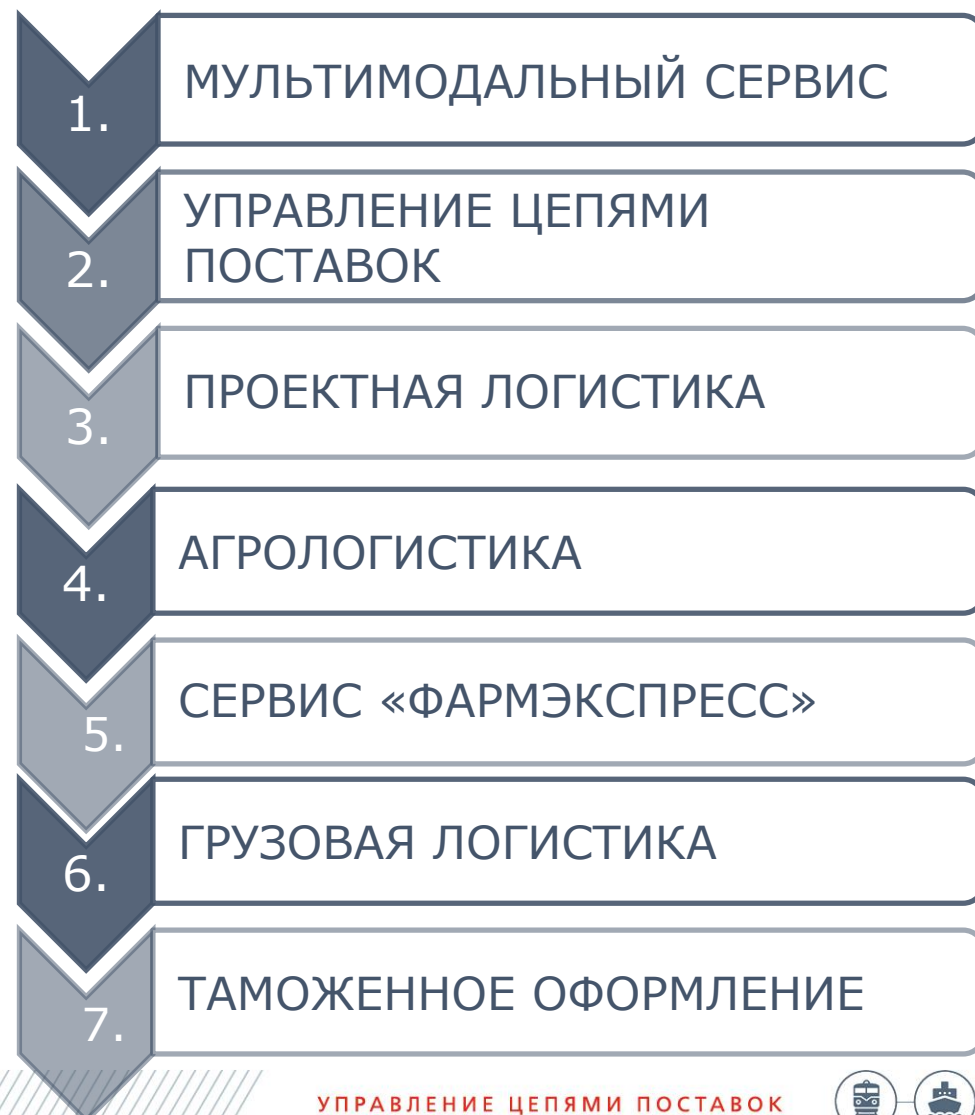 1.
МУЛЬТИМОДАЛЬНЫЙ СЕРВИС
2.
УПРАВЛЕНИЕ ЦЕПЯМИ
ПОСТАВОК
3.
ПРОЕКТНАЯ ЛОГИСТИКА
4.
АГРОЛОГИСТИКА
5.
СЕРВИС «ФАРМЭКСПРЕСС»
6.
ГРУЗОВАЯ ЛОГИСТИКА
7.
ТАМОЖЕННОЕ ОФОРМЛЕНИЕ
УПРАВЛЕНИЕ ЦЕПЯМИ ПОСТАВОК